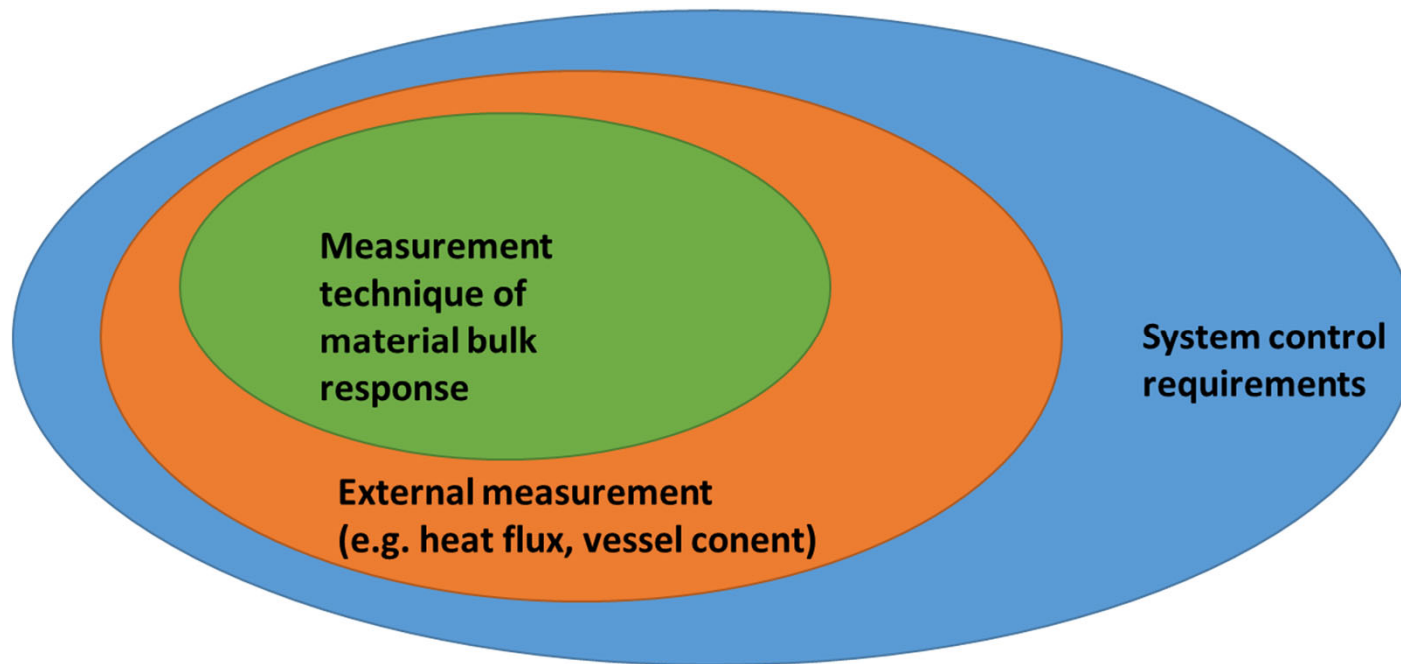 Measurement
technique of
material bulk
response
System control
requirements
External measurement
(e.g. heat flux, vessel conent)